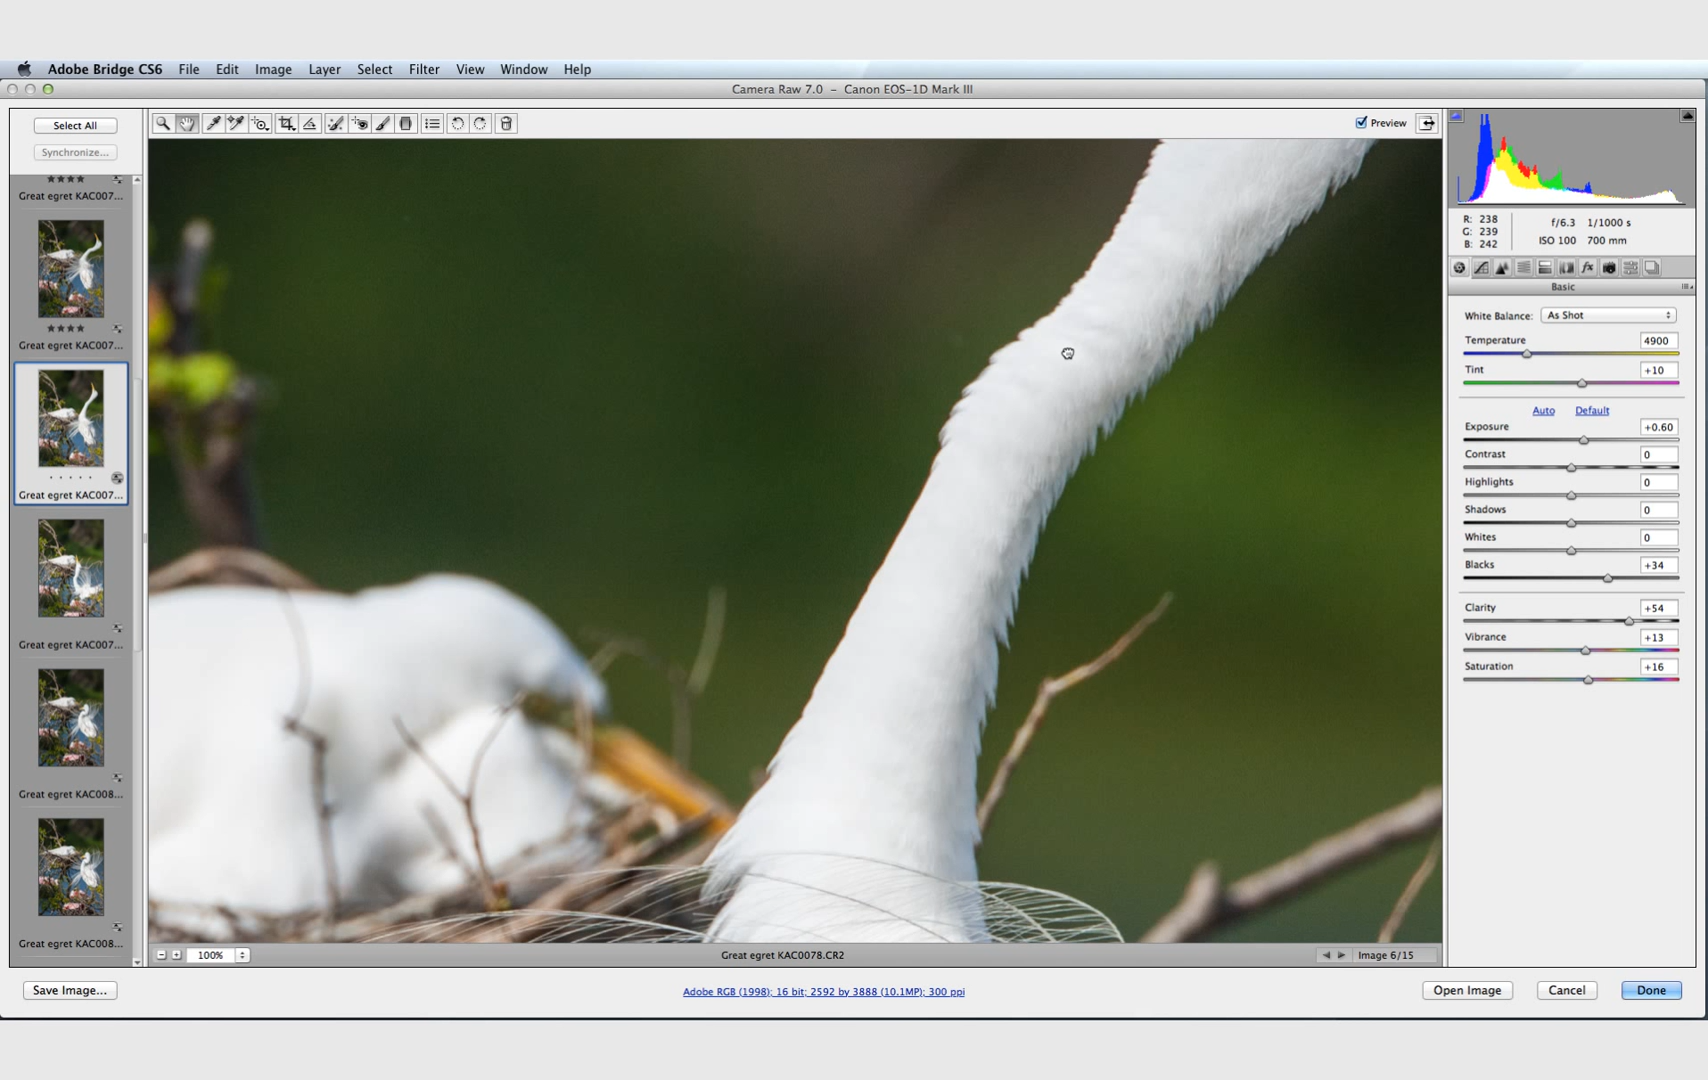 Adobe Bridge CS6 File Edit Image Layer Select Filter View Window Help
Camera Raw 7.0 – Canon EOS-1D Mark III
Select All
Synchronize...
Preview
★★★★
Great egret KAC007...
★★★★
Great egret KAC007...
Great egret KAC007...
Great egret KAC007...
Great egret KAC008...
Great egret KAC008...
R: 238
G: 239
B: 242
f/6.3 1/1000 s
ISO 100 700 mm
fx
Basic
White Balance: As Shot
Temperature 4900
Tint +10
Auto Default
Exposure +0.60
Contrast 0
Highlights 0
Shadows 0
Whites 0
Blacks +34
Clarity +54
Vibrance +13
Saturation +16
100%
Great egret KAC0078.CR2
Image 6/15
Save Image...
Adobe RGB (1998); 16 bit; 2592 by 3888 (10.1MP); 300 ppi
Open Image
Cancel
Done